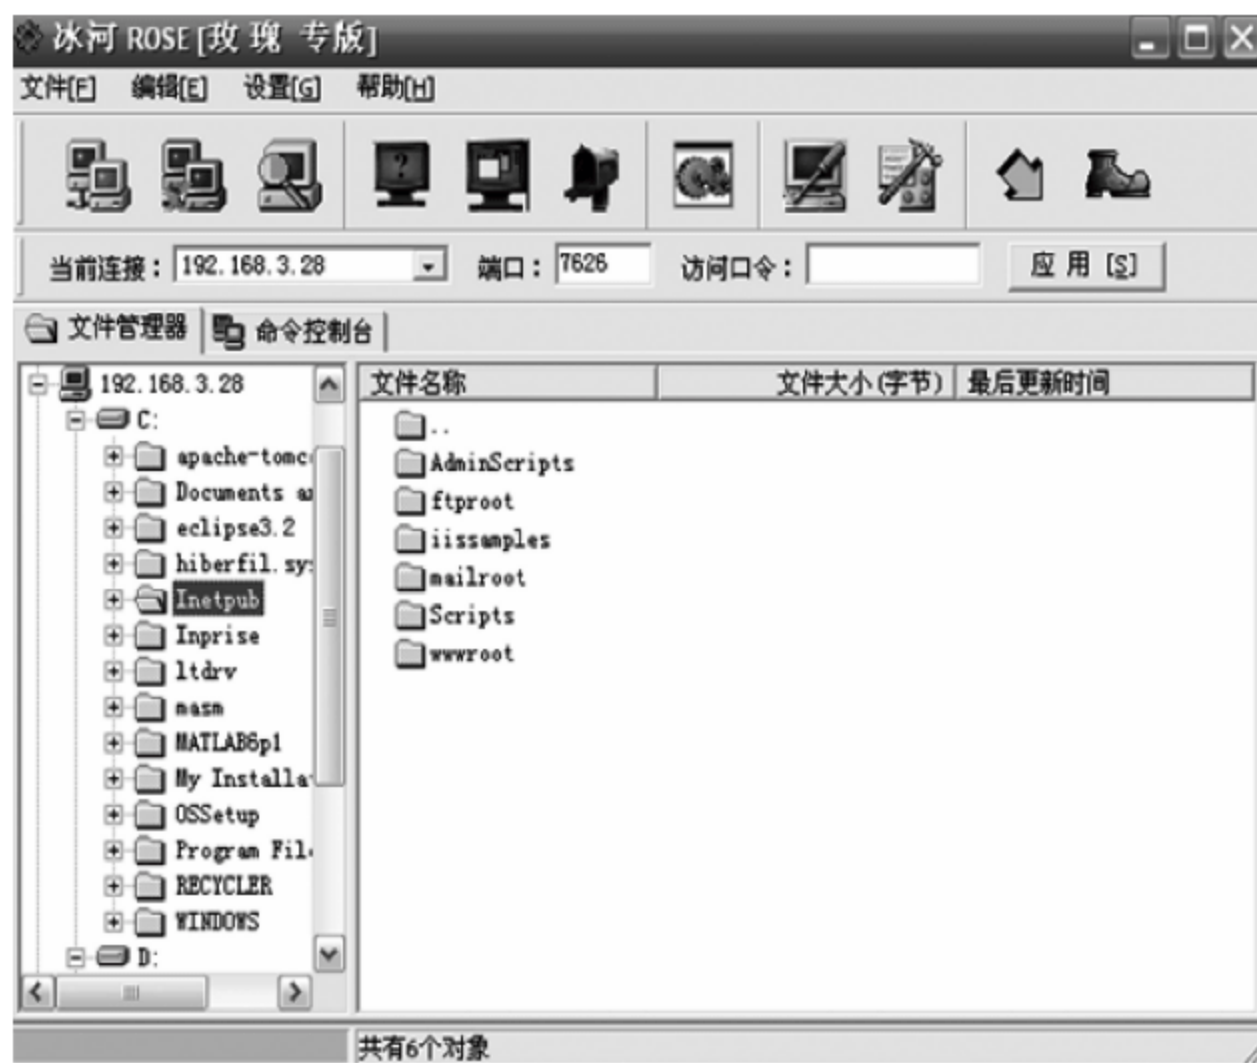 冰河 ROSE [玫 瑰 专版]
文件[F] 编辑[E] 设置[G] 帮助[H]
?
当前连接： 192.168.3.28 端口： 7626 访问口令： 应 用 [S]
文件管理器 命令控制台
192.168.3.28
C:
apache-tomc
Documents a
eclipse3.2
hiberfil.sy
Inetpub
Inprise
ltdrv
masm
MATLAB6p1
My Installa
OSSetup
Program Fil
RECYCLER
WINDOWS
D:
文件名称 文件大小(字节) 最后更新时间
..
AdminScripts
ftproot
iissamples
mailroot
Scripts
wwwroot
共有6个对象